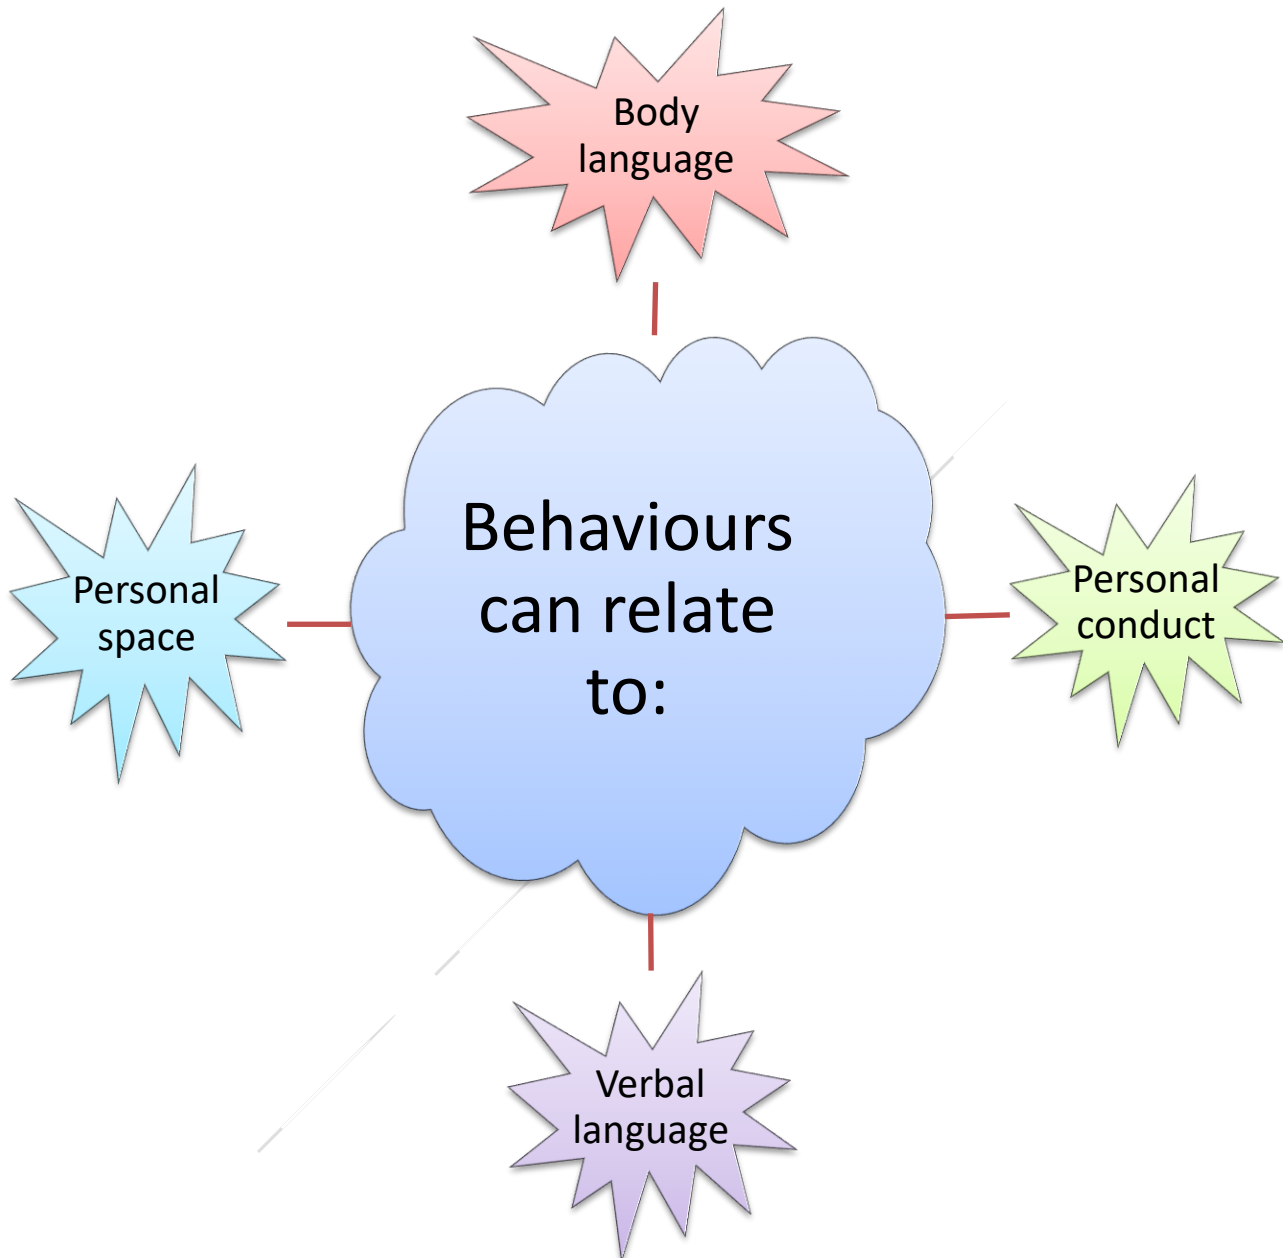 Body
language
Behaviours
can relate
to:
Personal
space
Personal
conduct
Verbal
language